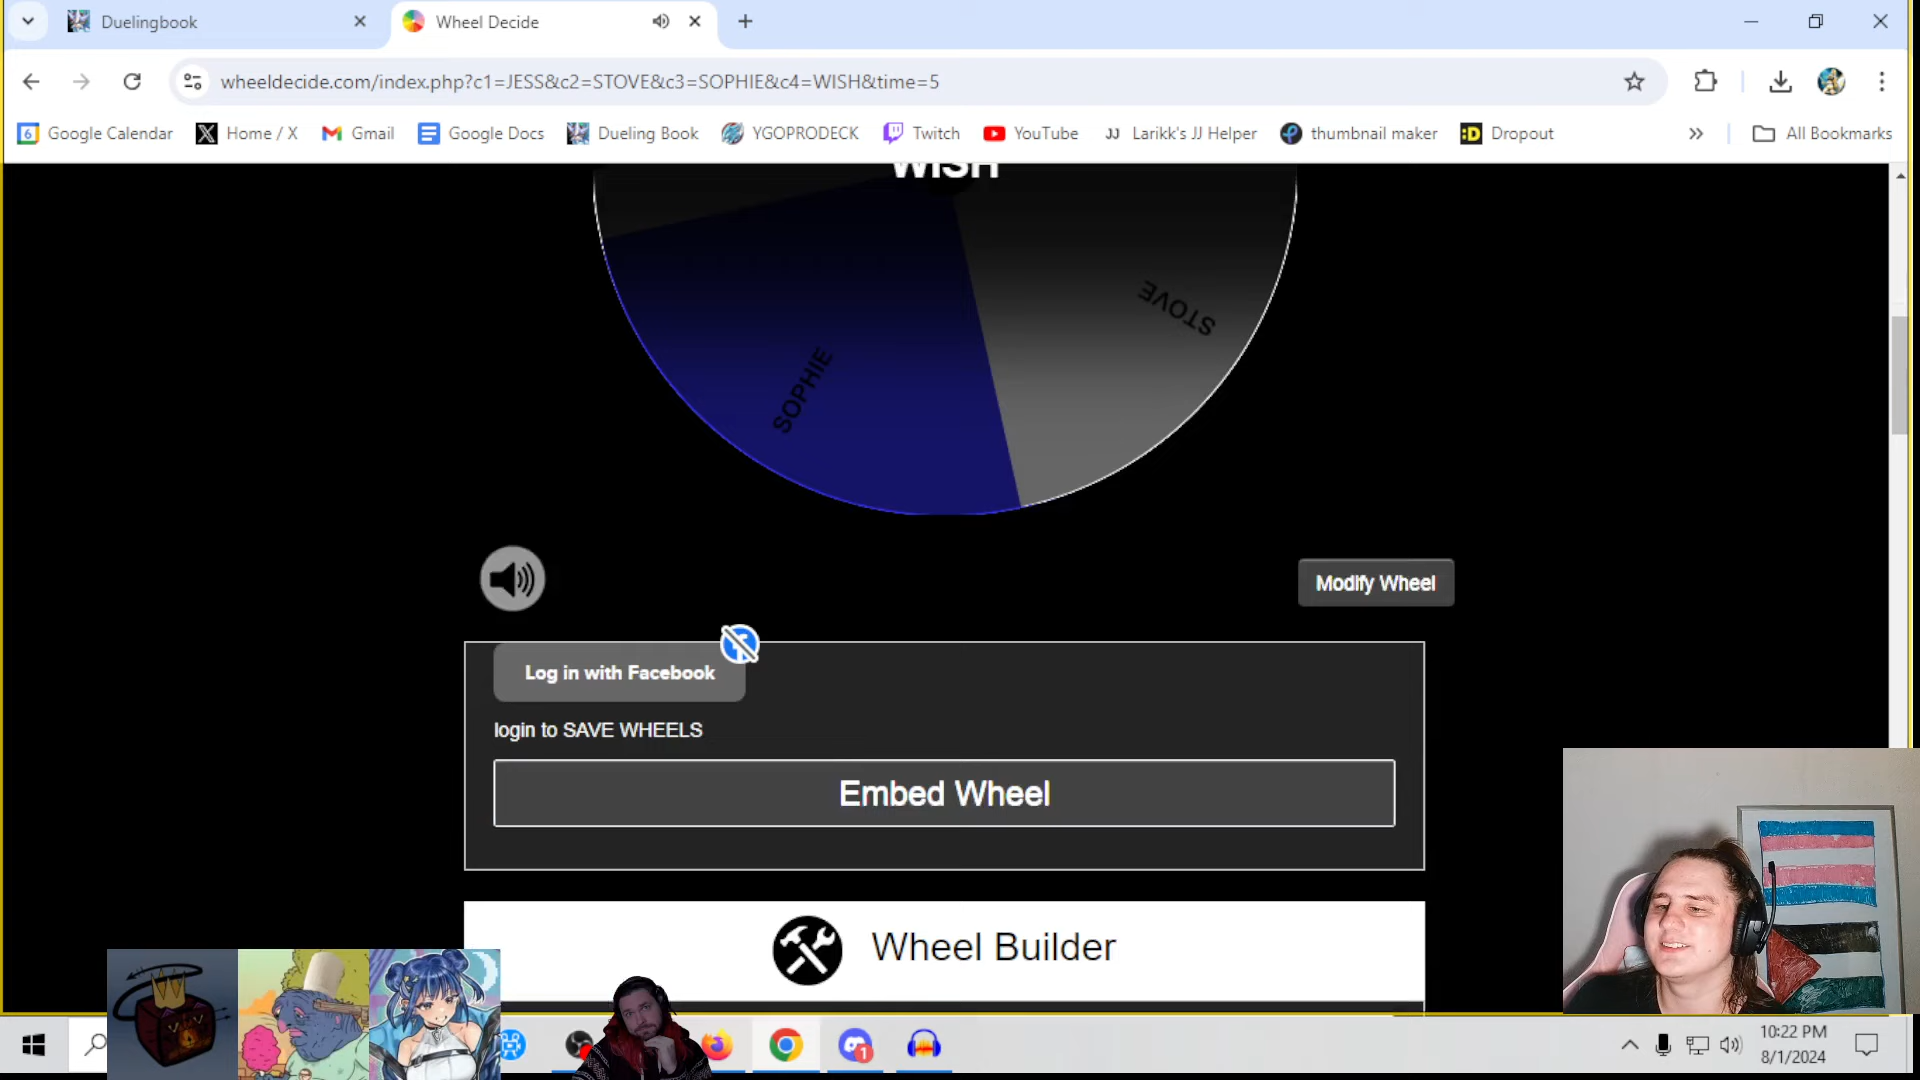 Duelingbook
Wheel Decide
wheeldecide.com/index.php?c1=JESS&c2=STOVE&c3=SOPHIE&c4=WISH&time=5
6 Google Calendar Home / X Gmail Google Docs Dueling Book YGOPRODECK Twitch YouTube JJ Larikk's JJ Helper thumbnail maker :D Dropout » All Bookmarks
WISH
STOVE
SOPHIE
Modify Wheel
Log in with Facebook
login to SAVE WHEELS
Embed Wheel
Wheel Builder
1
10:22 PM
8/1/2024